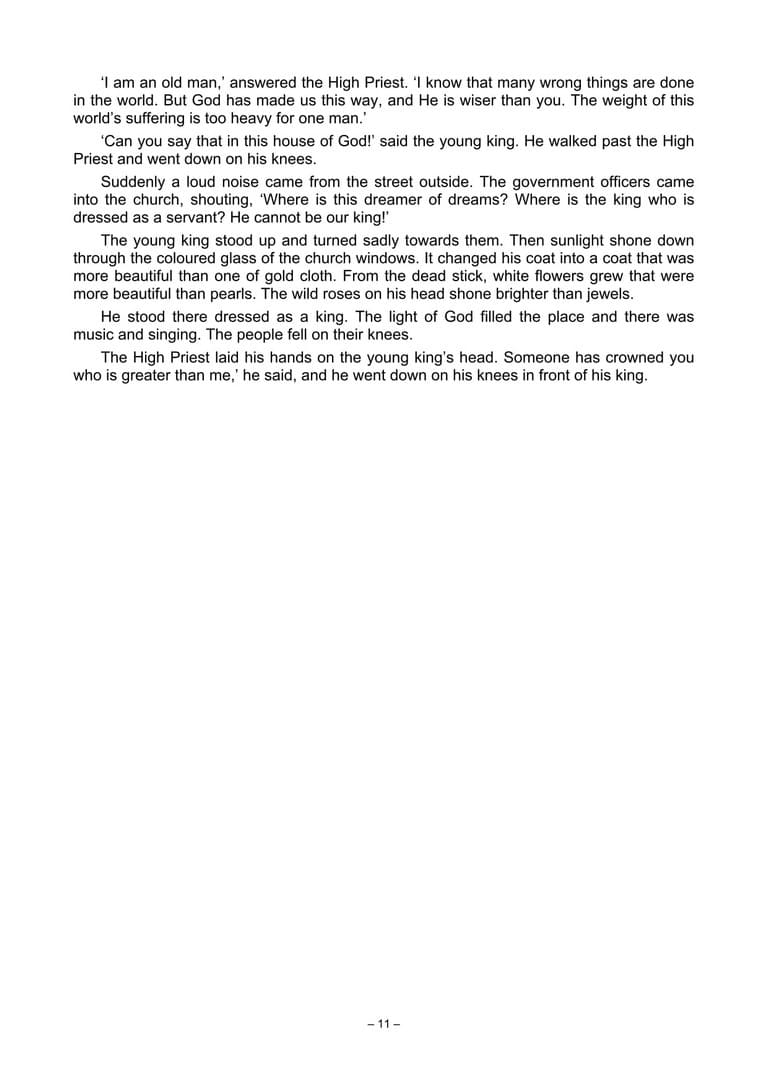 ‘I am an old man,’ answered the High Priest. ‘I know that many wrong things are done
in the world. But God has made us this way, and He is wiser than you. The weight of this
world’s suffering is too heavy for one man.’
‘Can you say that in this house of God!’ said the young king. He walked past the High
Priest and went down on his knees.
Suddenly a loud noise came from the street outside. The government officers came
into the church, shouting, ‘Where is this dreamer of dreams? Where is the king who is
dressed as a servant? He cannot be our king!’
The young king stood up and turned sadly towards them. Then sunlight shone down
through the coloured glass of the church windows. It changed his coat into a coat that was
more beautiful than one of gold cloth. From the dead stick, white flowers grew that were
more beautiful than pearls. The wild roses on his head shone brighter than jewels.
He stood there dressed as a king. The light of God filled the place and there was
music and singing. The people fell on their knees.
The High Priest laid his hands on the young king’s head. Someone has crowned you
who is greater than me,’ he said, and he went down on his knees in front of his king.
– 11 –